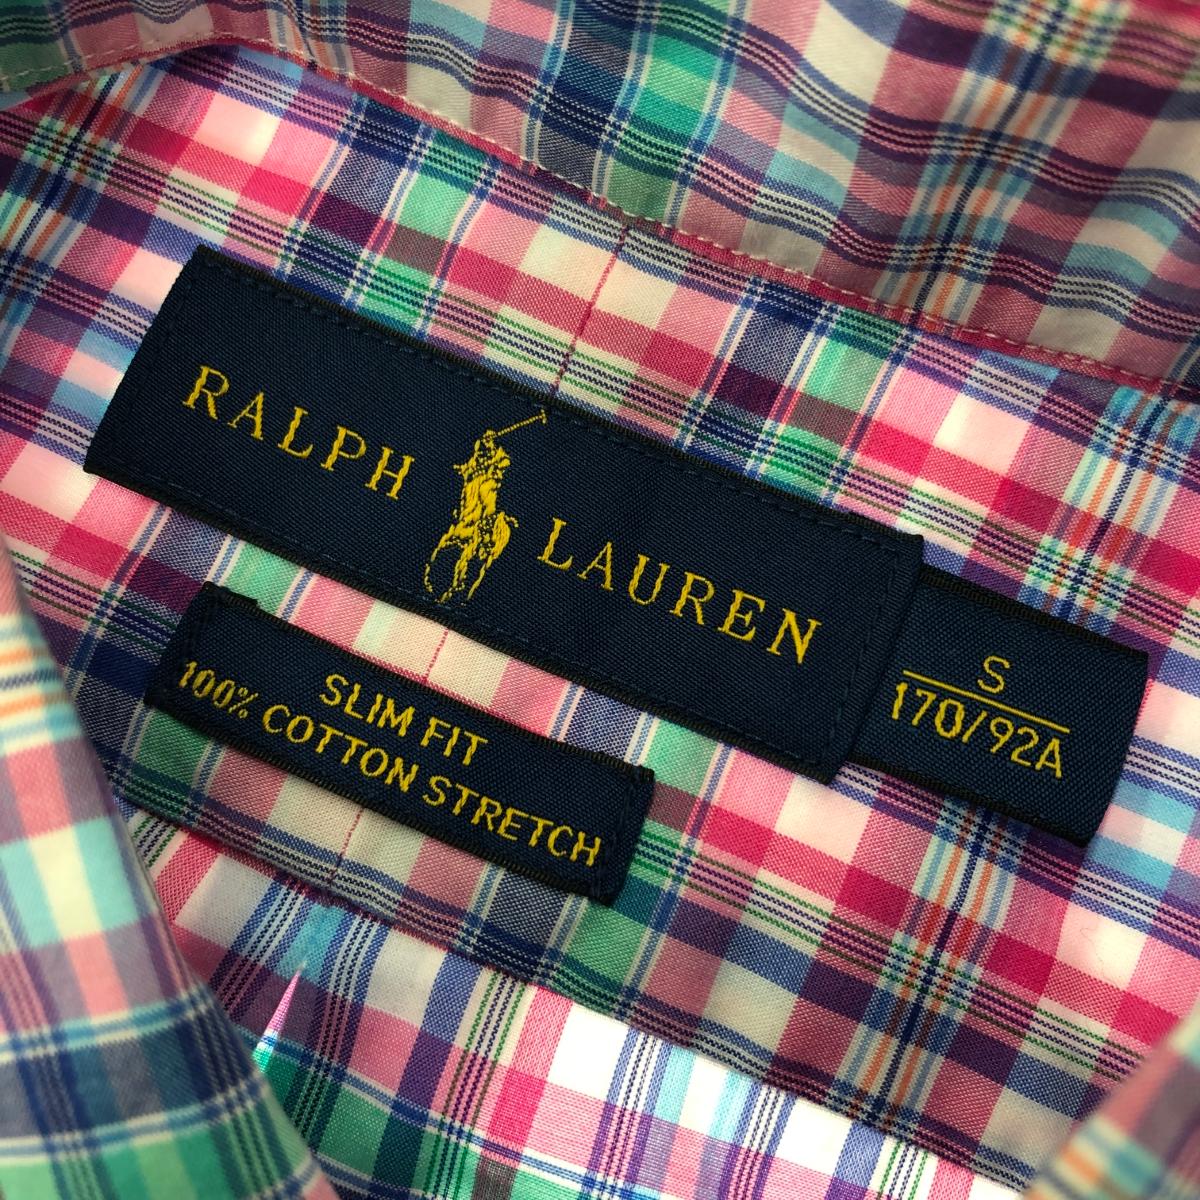 RALPH LAUREN
S
170/92A
SLIM FIT
100% COTTON STRETCH